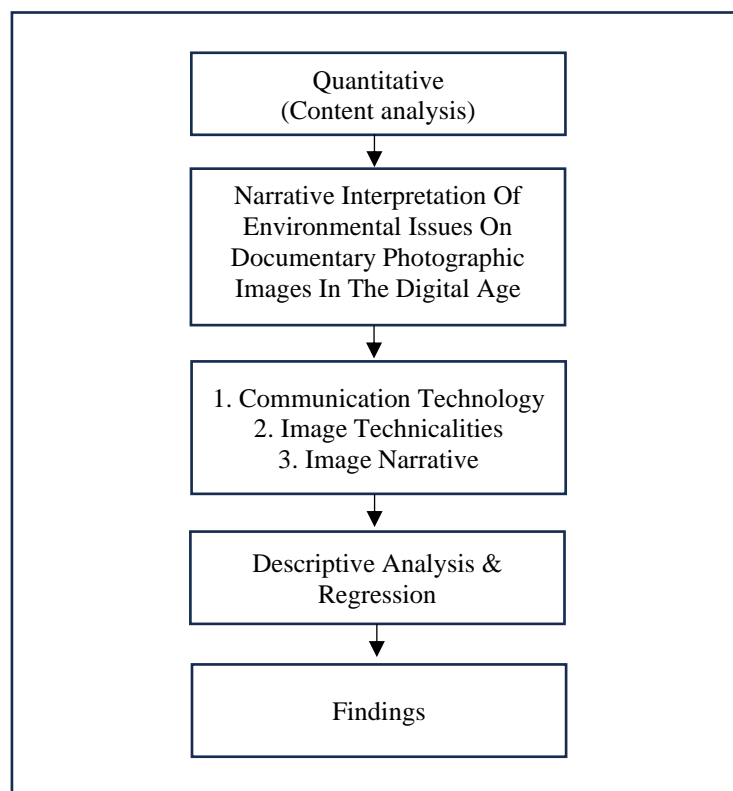 Quantitative
(Content analysis)
Narrative Interpretation Of
Environmental Issues On
Documentary Photographic
Images In The Digital Age
1. Communication Technology
2. Image Technicalities
3. Image Narrative
Descriptive Analysis &
Regression
Findings